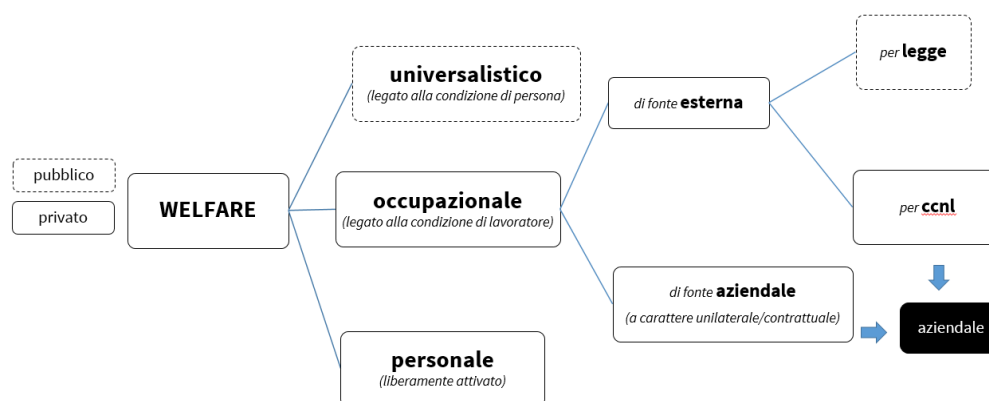 pubblico
privato
WELFARE
universalistico
(legato alla condizione di persona)
occupazionale
(legato alla condizione di lavoratore)
personale
(liberamente attivato)
di fonte esterna
di fonte aziendale
(a carattere unilaterale/contrattuale)
per legge
per ccnl
aziendale